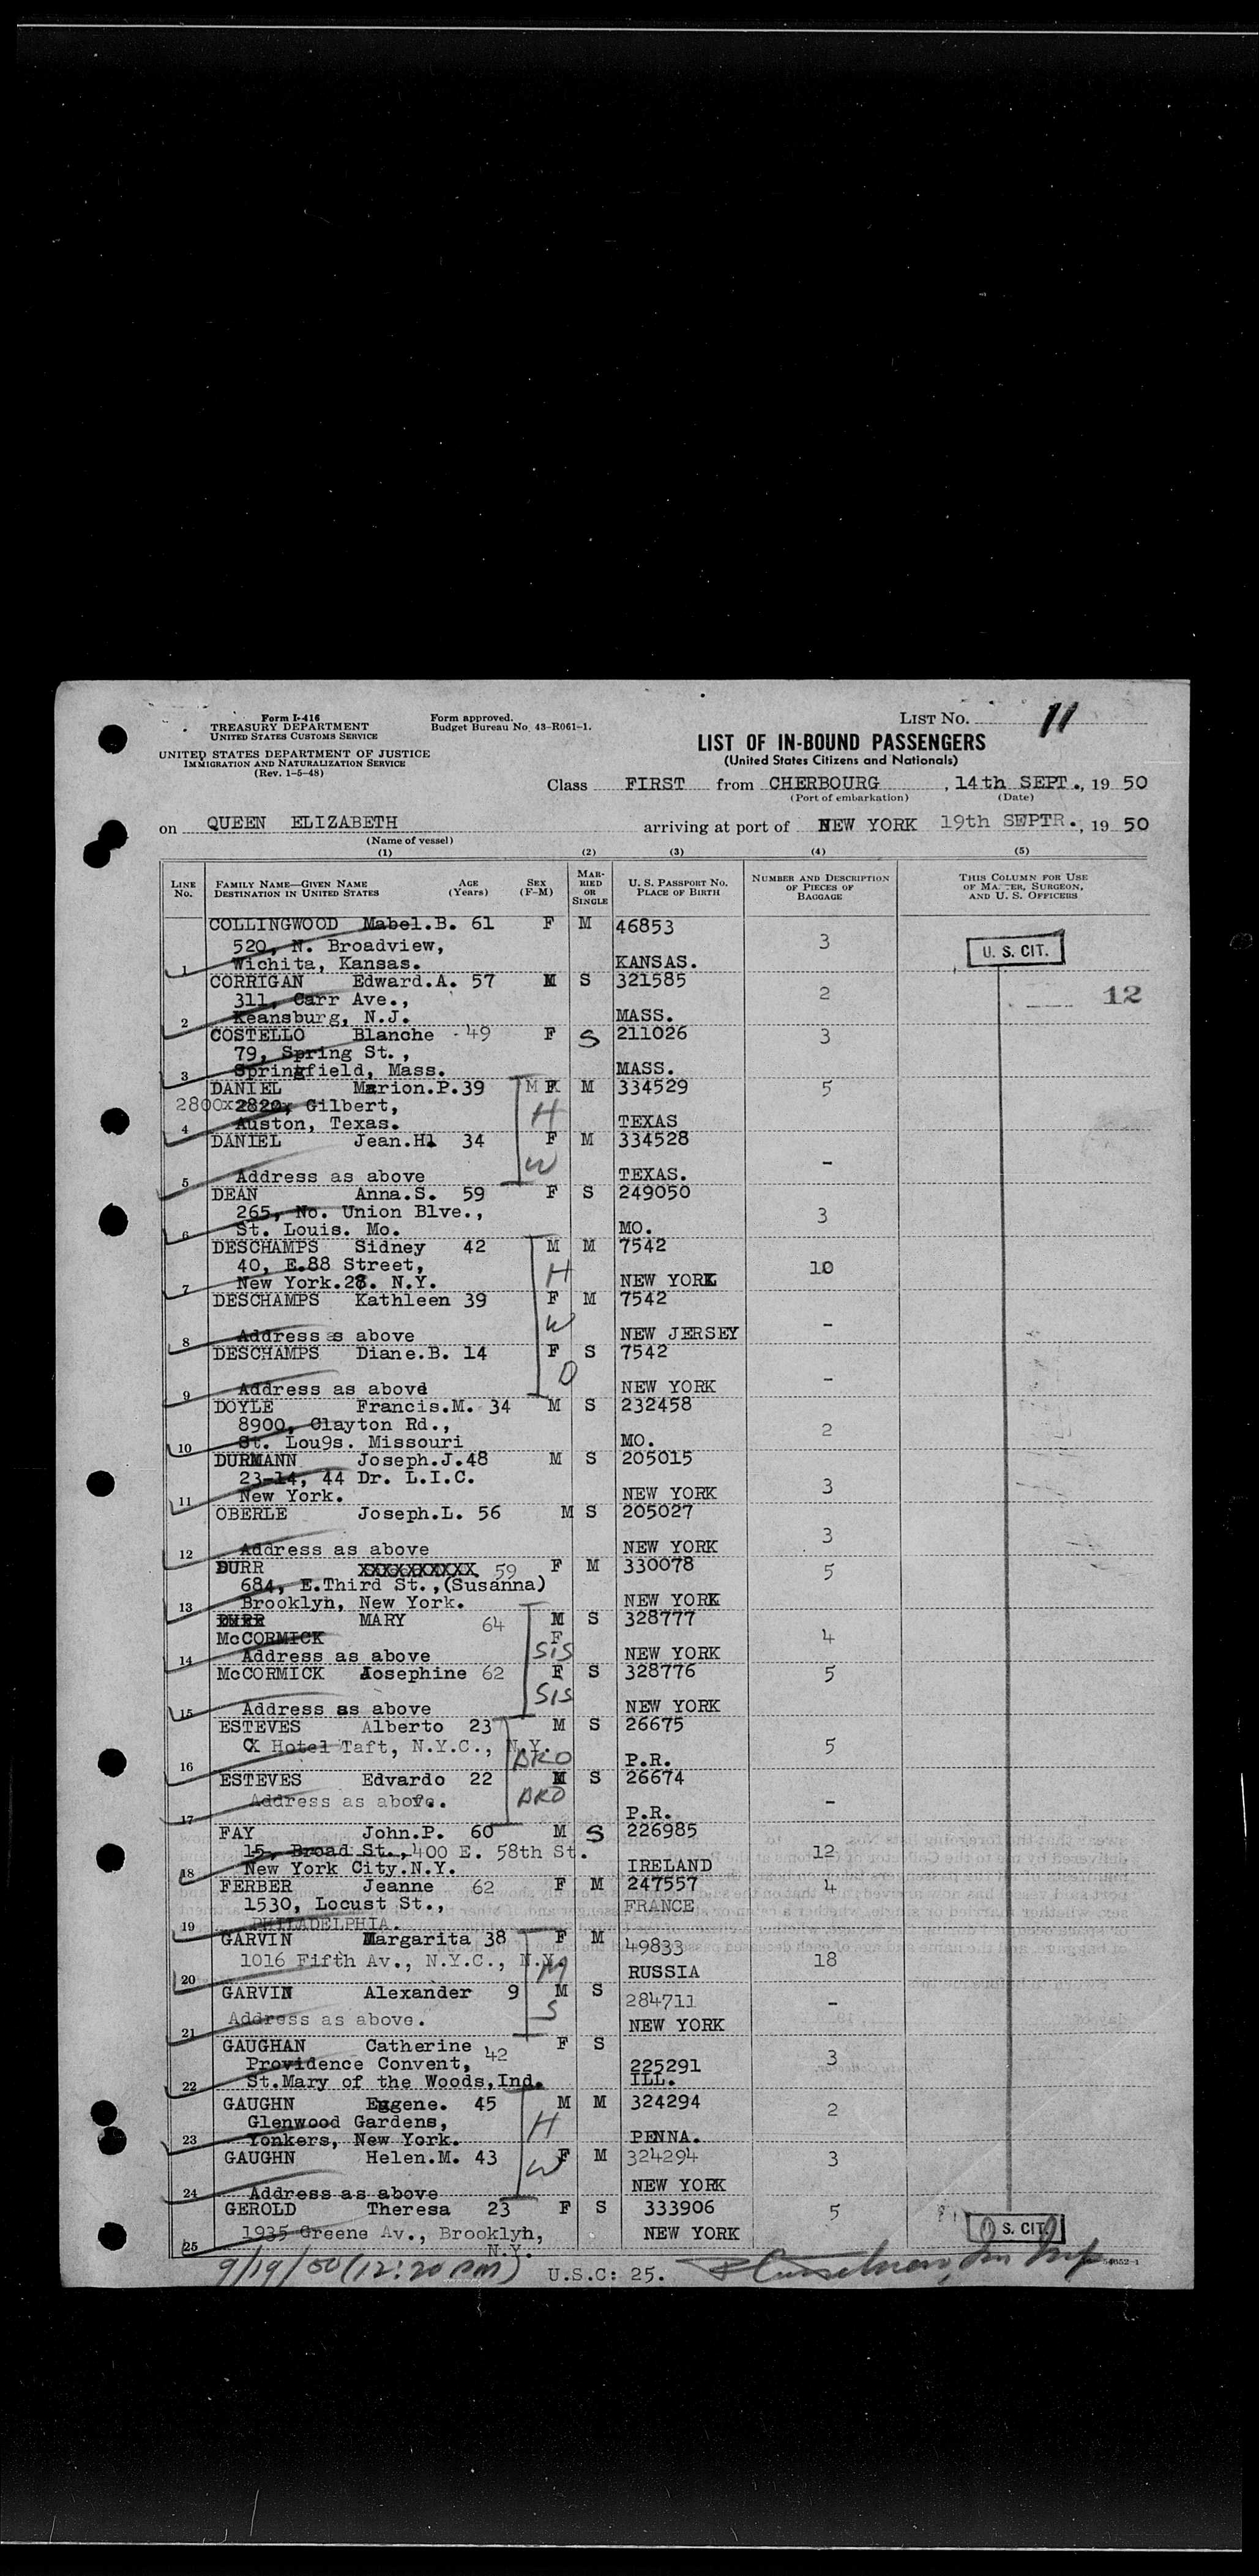 Form I-416
TREASURY DEPARTMENT
UNITED STATES CUSTOMS SERVICE
Form approved.
Budget Bureau No. 43-R061-1.
LIST NO. 11
UNITED STATES DEPARTMENT OF JUSTICE
IMMIGRATION AND NATURALIZATION SERVICE
(Rev. 1-5-48)
LIST OF IN-BOUND PASSENGERS
(United States Citizens and Nationals)
Class FIRST from CHERBOURG, 14th SEPT., 19 50
(Port of embarkation) (Date)
on QUEEN ELIZABETH arriving at port of NEW YORK 19th SEPTR., 19 50
(Name of vessel)
(1) (2) (3) (4) (5)
LINE No. FAMILY NAME—GIVEN NAME DESTINATION IN UNITED STATES AGE (Years) SEX (F-M) MARRIED OR SINGLE U. S. PASSPORT NO. PLACE OF BIRTH NUMBER AND DESCRIPTION OF PIECES OF BAGGAGE THIS COLUMN FOR USE OF MASTER, SURGEON, AND U. S. OFFICERS
COLLINGWOOD Mabel.B. 61 F M 46853
520, N. Broadview, 3 U. S. CIT.
1 Wichita, Kansas. KANSAS.
CORRIGAN Edward.A. 57 M S 321585
311, Carr Ave., 2 12
2 Keansburg, N.J. MASS.
COSTELLO Blanche 49 F S 211026 3
79, Spring St.,
3 Springfield, Mass. MASS.
DANIEL Marion.P. 39 M M 334529 5
2800x2820x Gilbert, H
4 Auston, Texas. TEXAS
DANIEL Jean.H. 34 F M 334528
W -
5 Address as above TEXAS.
DEAN Anna.S. 59 F S 249050
265, No. Union Blve., 3
6 St. Louis. Mo. MO.
DESCHAMPS Sidney 42 M M 7542
40, E.88 Street, H 10
7 New York.28. N.Y. NEW YORK
DESCHAMPS Kathleen 39 F M 7542
W -
8 Address as above NEW JERSEY
DESCHAMPS Diane.B. 14 F S 7542
D -
9 Address as above NEW YORK
DOYLE Francis.M. 34 M S 232458
8900, Clayton Rd., 2
10 St. Lou9s. Missouri MO.
DURMANN Joseph.J.48 M S 205015
23-14, 44 Dr. L.I.C. 3
11 New York. NEW YORK
OBERLE Joseph.L. 56 M S 205027
3
12 Address as above NEW YORK
DURR XXXXXXXXXX 59 F M 330078 5
684, E.Third St.,(Susanna)
13 Brooklyn, New York. NEW YORK
DURR MARY 64 M S 328777
McCORMICK F 4
14 Address as above SIS NEW YORK
McCORMICK Josephine 62 F S 328776 5
SIS
15 Address as above NEW YORK
ESTEVES Alberto 23 M S 26675
CX Hotel Taft, N.Y.C., N.Y. 5
16 BRO P.R.
ESTEVES Edvardo 22 M S 26674
Address as above. BRO -
17 P.R.
FAY John.P. 60 M S 226985
15, Broad St., 400 E. 58th St. 12
18 New York City.N.Y. IRELAND
FERBER Jeanne 62 F M 247557 4
1530, Locust St., FRANCE
19 PHILADELPHIA.
GARVIN Margarita 38 F M 49833
1016 Fifth Av., N.Y.C., N.Y. M 18
20 RUSSIA
GARVIN Alexander 9 M S 284711
S -
21 Address as above. NEW YORK
GAUGHAN Catherine 42 F S
Providence Convent, 225291 3
22 St.Mary of the Woods,Ind. ILL.
GAUGHN Eugene. 45 M M 324294 2
Glenwood Gardens, H
23 Yonkers, New York. PENNA.
GAUGHN Helen.M. 43 F M 324294 3
W
24 Address as above NEW YORK
GEROLD Theresa 23 F S 333906 5
1935 Greene Av., Brooklyn, NEW YORK U. S. CIT.
25 N.Y.
9/19/50 (12:20 PM) U.S.C: 25.